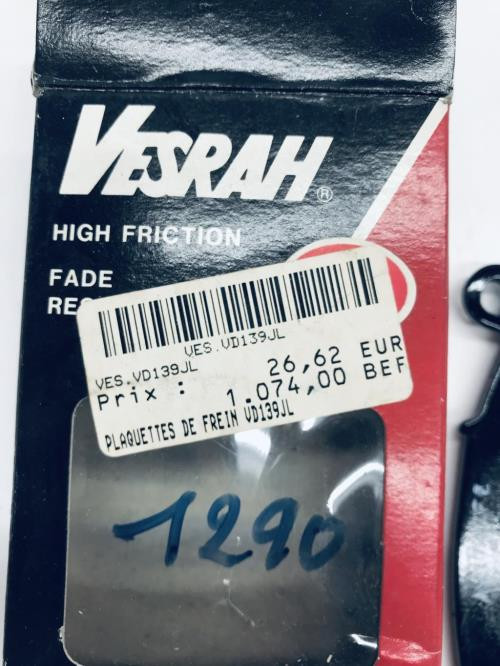 VESRAH®
HIGH FRICTION
FADE
VES.VD139JL
VES.VD139JL
Prix : 26,62 EUR
1.074,00 BEF
PLAQUETTES DE FREIN VD139JL
1290